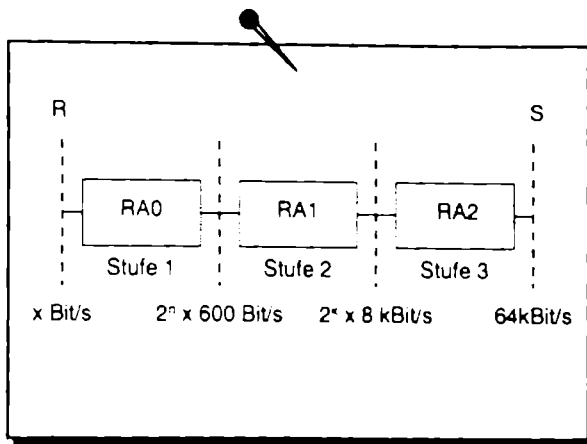 R S
RA0 RA1 RA2
Stufe 1 Stufe 2 Stufe 3
x Bit/s 2ⁿ x 600 Bit/s 2ᵏ x 8 kBit/s 64kBit/s